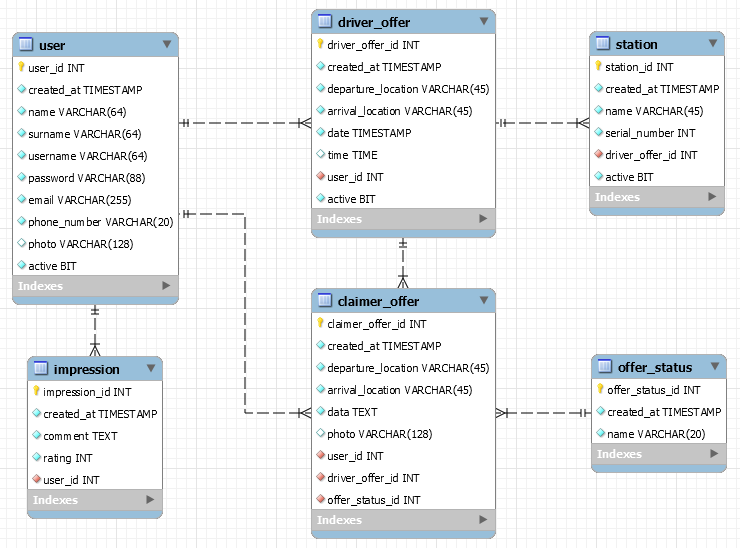 user
user_id INT
created_at TIMESTAMP
name VARCHAR(64)
surname VARCHAR(64)
username VARCHAR(64)
password VARCHAR(88)
email VARCHAR(255)
phone_number VARCHAR(20)
photo VARCHAR(128)
active BIT
Indexes
driver_offer
driver_offer_id INT
created_at TIMESTAMP
departure_location VARCHAR(45)
arrival_location VARCHAR(45)
date TIMESTAMP
time TIME
user_id INT
active BIT
Indexes
station
station_id INT
created_at TIMESTAMP
name VARCHAR(45)
serial_number INT
driver_offer_id INT
active BIT
Indexes
impression
impression_id INT
created_at TIMESTAMP
comment TEXT
rating INT
user_id INT
Indexes
claimer_offer
claimer_offer_id INT
created_at TIMESTAMP
departure_location VARCHAR(45)
arrival_location VARCHAR(45)
data TEXT
photo VARCHAR(128)
user_id INT
driver_offer_id INT
offer_status_id INT
Indexes
offer_status
offer_status_id INT
created_at TIMESTAMP
name VARCHAR(20)
Indexes